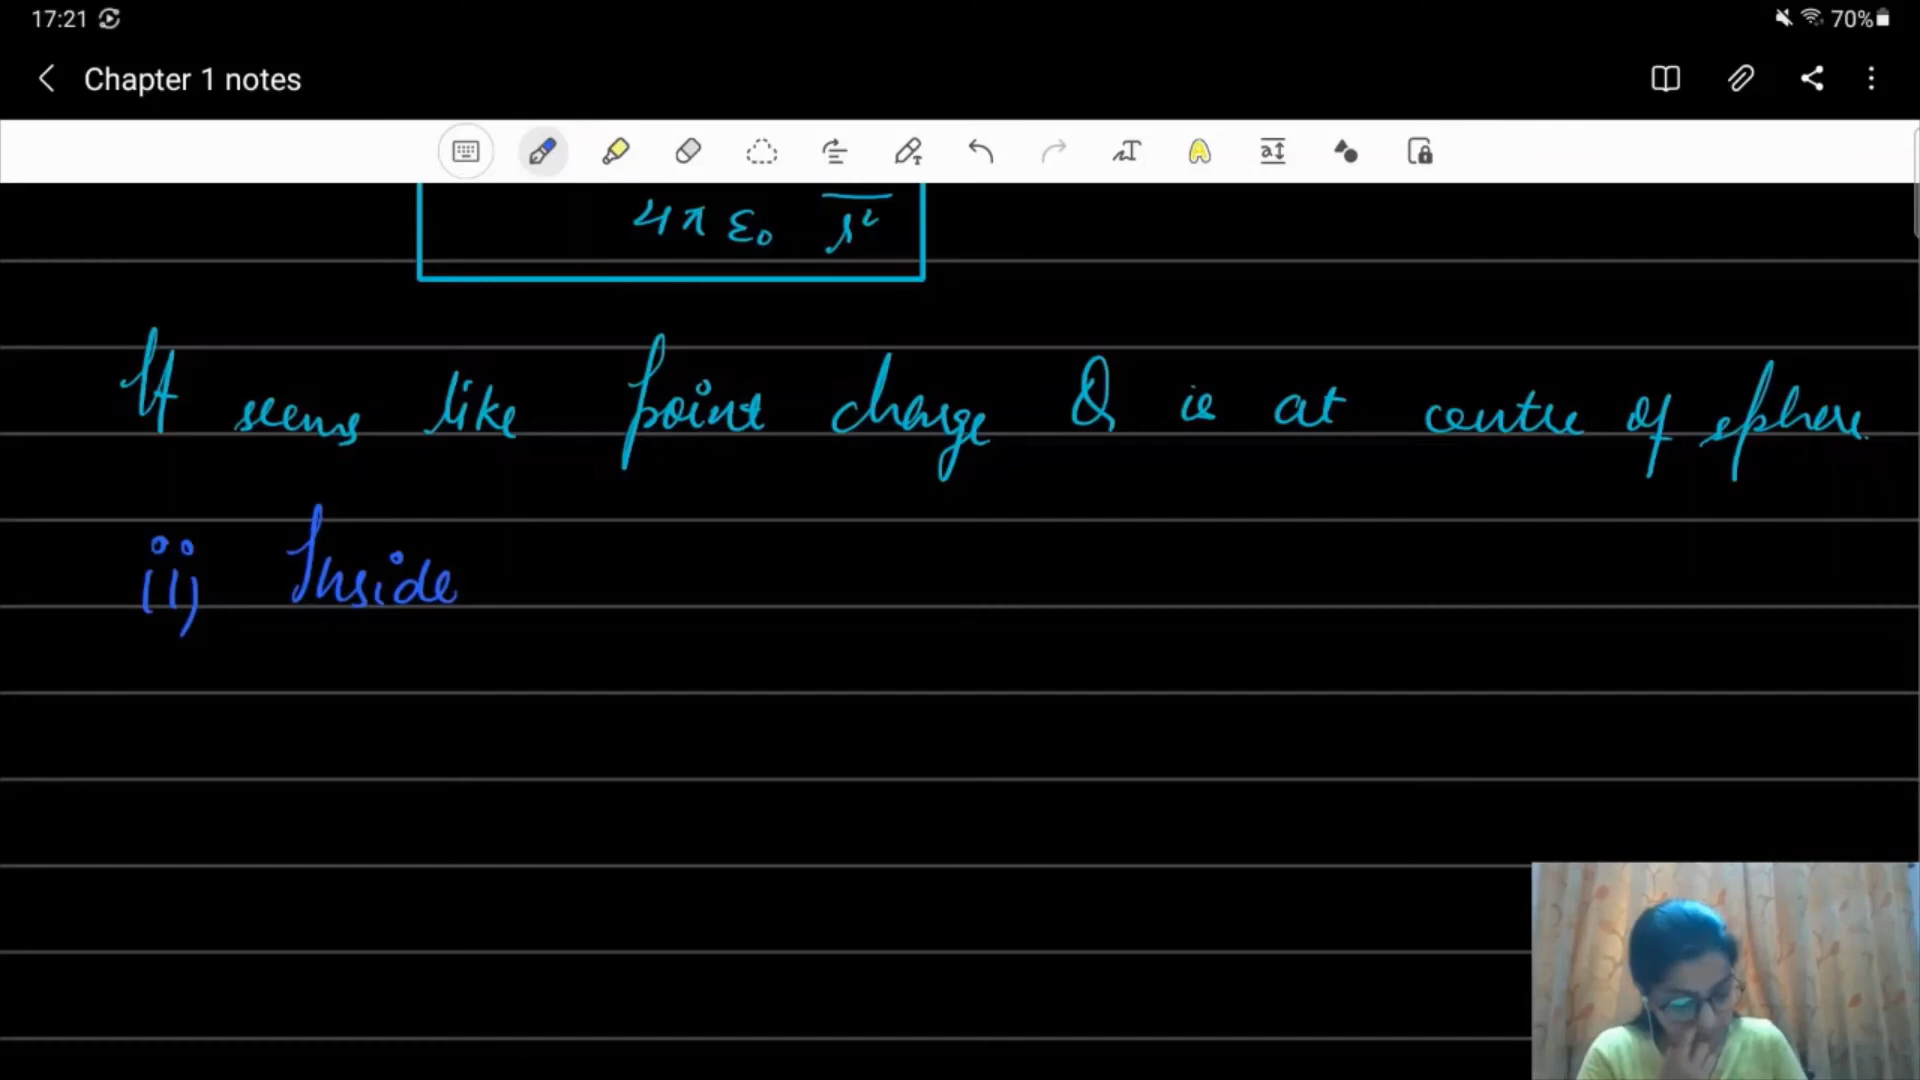 17:21 70%
Chapter 1 notes
4π ε₀ r²
It seems like point charge Q is at centre of sphere.
(ii) Inside